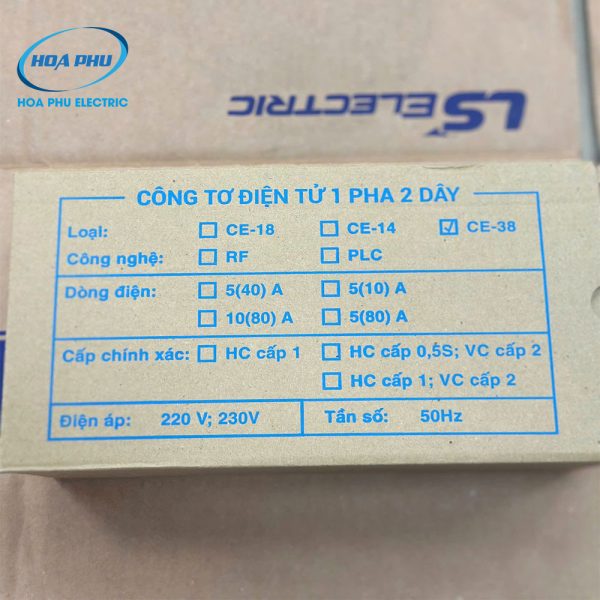 HOA PHU
HÒA PHU ELECTRIC
LS ELECTRIC
CÔNG TƠ ĐIỆN TỬ 1 PHA 2 DÂY
Loại: ☐ CE-18 ☐ CE-14 ☑ CE-38
Công nghệ: ☐ RF ☐ PLC
Dòng điện: ☐ 5(40) A ☐ 5(10) A
☐ 10(80) A ☐ 5(80) A
Cấp chính xác: ☐ HC cấp 1 ☐ HC cấp 0,5S; VC cấp 2
☐ HC cấp 1; VC cấp 2
Điện áp: 220 V; 230V Tần số: 50Hz